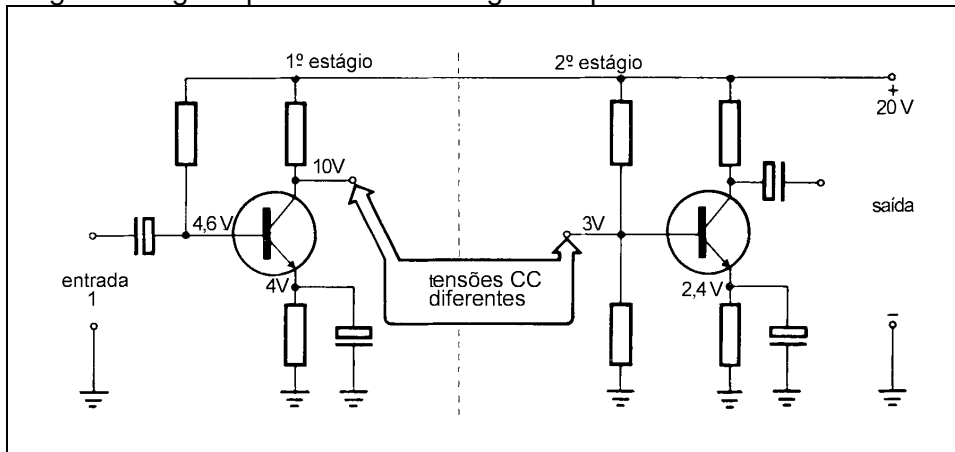 1º estágio
2º estágio
+
20 V
10V
4,6 V
3V
saída
entrada
1
4V
tensões CC
diferentes
2,4 V
-